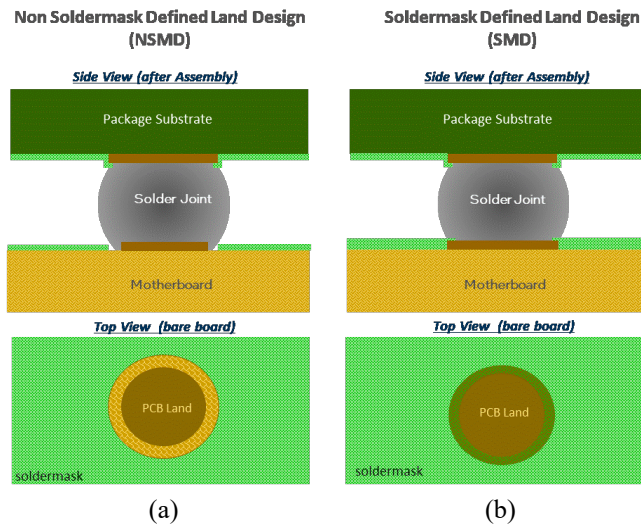 Non Soldermask Defined Land Design
(NSMD)
Side View (after Assembly)
Package Substrate
Solder Joint
Motherboard
Top View (bare board)
PCB Land
soldermask
(a)
Soldermask Defined Land Design
(SMD)
Side View (after Assembly)
Package Substrate
Solder Joint
Motherboard
Top View (bare board)
PCB Land
soldermask
(b)